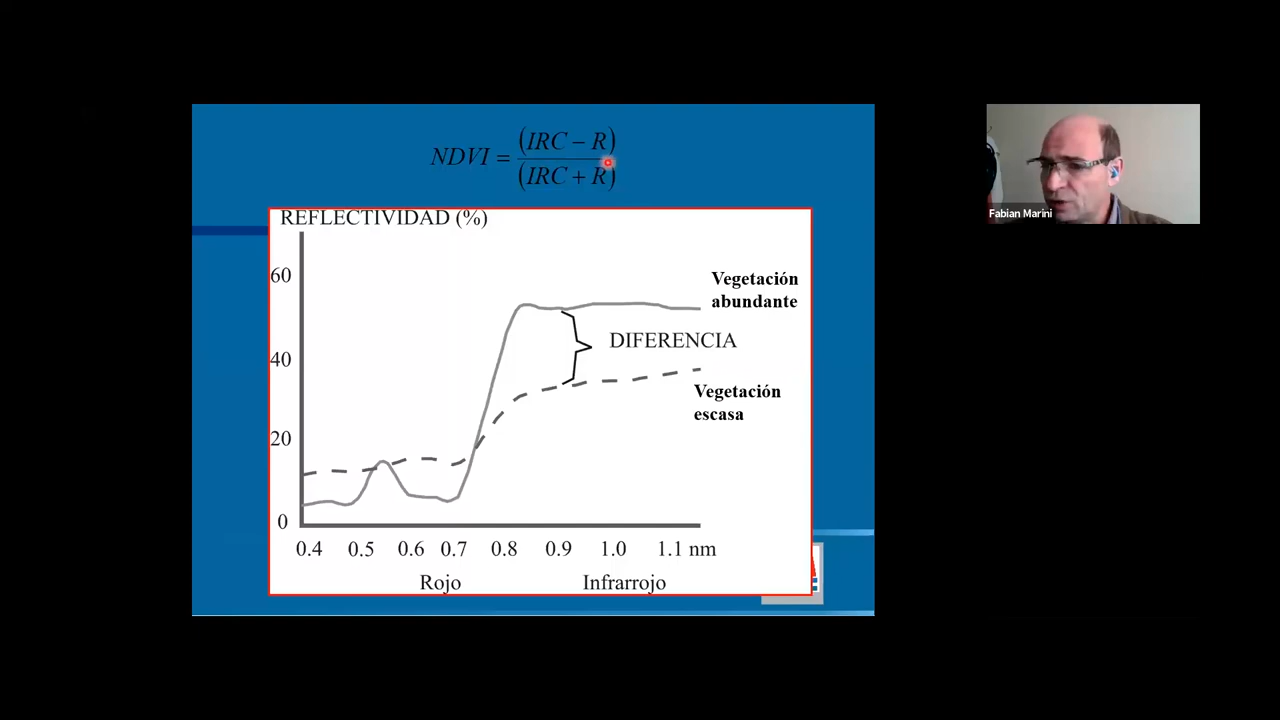 NDVI = (IRC − R)
(IRC + R)
REFLECTIVIDAD (%)
60
Vegetación
abundante
DIFERENCIA
40
Vegetación
escasa
20
0
0.4 0.5 0.6 0.7 0.8 0.9 1.0 1.1 nm
Rojo Infrarrojo
Fabian Marini